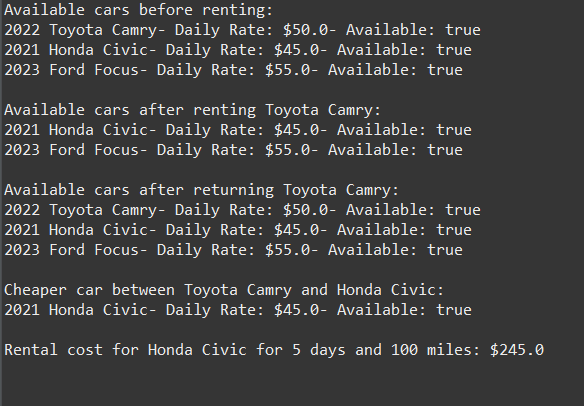 Available cars before renting:
2022 Toyota Camry- Daily Rate: $50.0- Available: true
2021 Honda Civic- Daily Rate: $45.0- Available: true
2023 Ford Focus- Daily Rate: $55.0- Available: true
Available cars after renting Toyota Camry:
2021 Honda Civic- Daily Rate: $45.0- Available: true
2023 Ford Focus- Daily Rate: $55.0- Available: true
Available cars after returning Toyota Camry:
2022 Toyota Camry- Daily Rate: $50.0- Available: true
2021 Honda Civic- Daily Rate: $45.0- Available: true
2023 Ford Focus- Daily Rate: $55.0- Available: true
Cheaper car between Toyota Camry and Honda Civic:
2021 Honda Civic- Daily Rate: $45.0- Available: true
Rental cost for Honda Civic for 5 days and 100 miles: $245.0